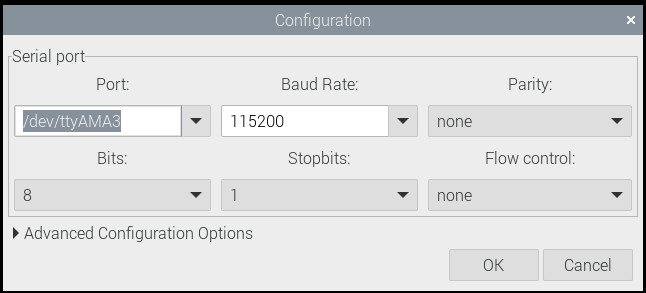 Configuration ×
Serial port
Port: Baud Rate: Parity:
/dev/ttyAMA3 115200 none
Bits: Stopbits: Flow control:
8 1 none
Advanced Configuration Options
OK Cancel